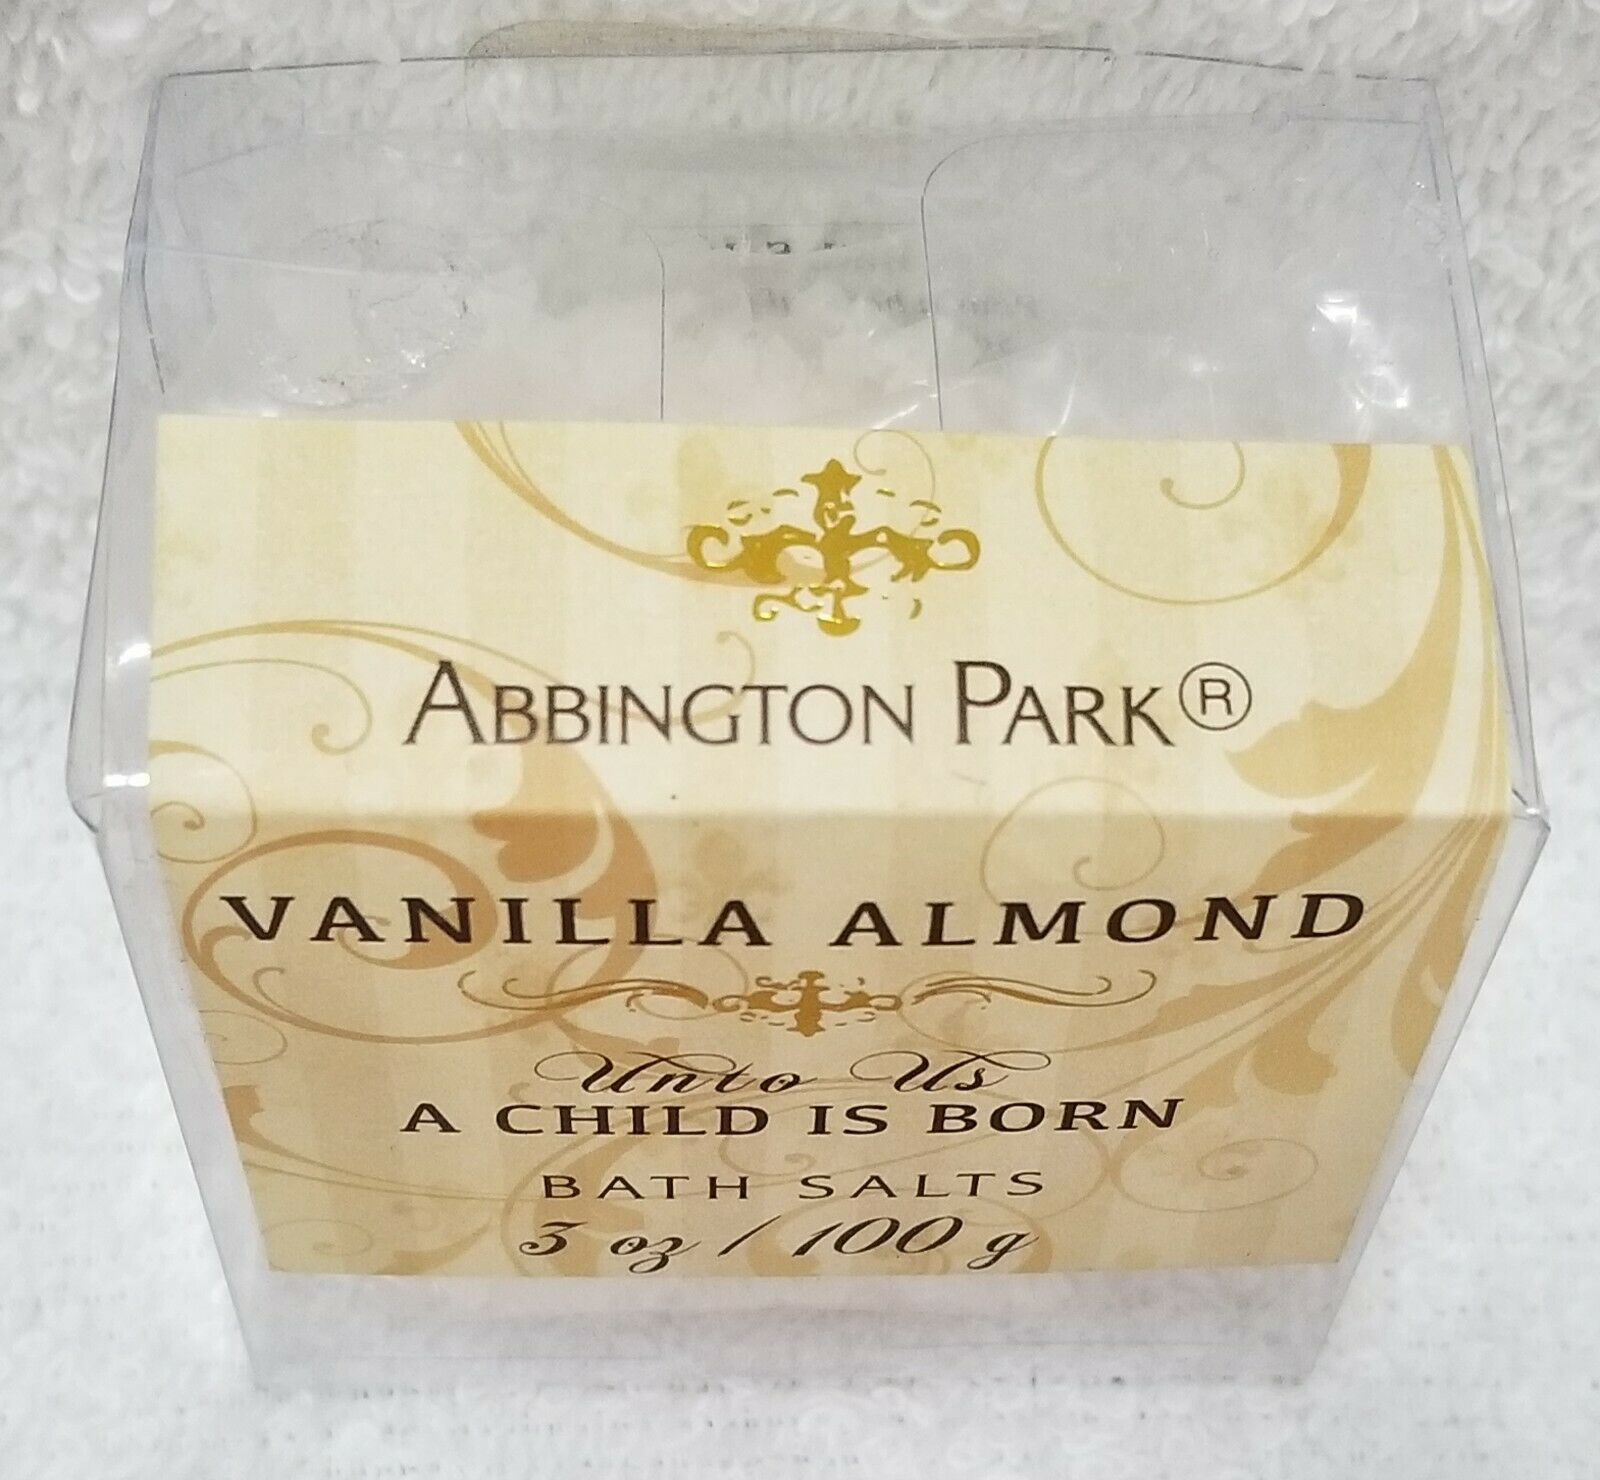 ABBINGTON PARK®
VANILLA ALMOND
Unto Us
A CHILD IS BORN
BATH SALTS
3 oz / 100 g